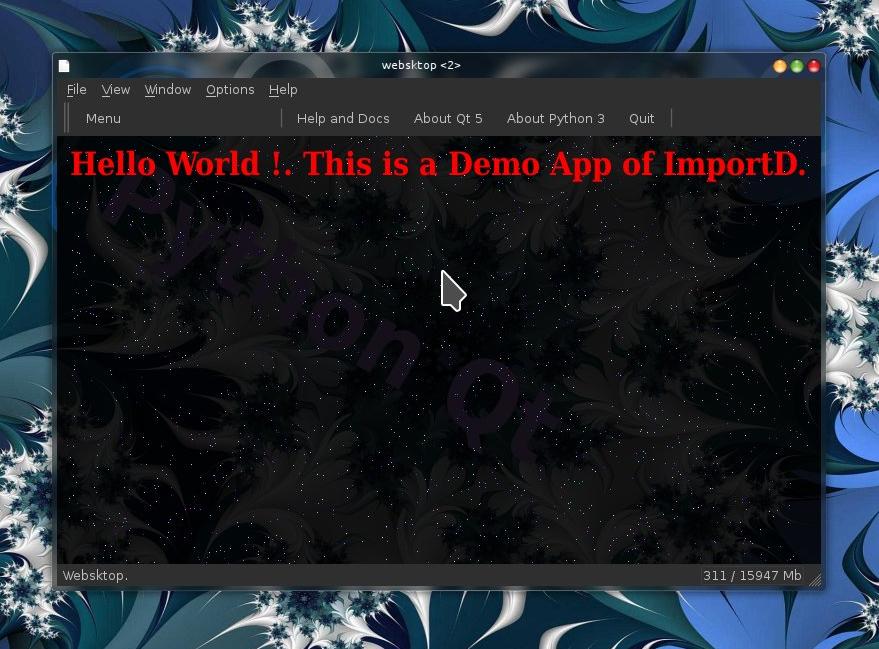 websktop <2>
File View Window Options Help
Menu Help and Docs About Qt 5 About Python 3 Quit
Hello World !. This is a Demo App of ImportD.
Python Qt
Websktop. 311 / 15947 Mb